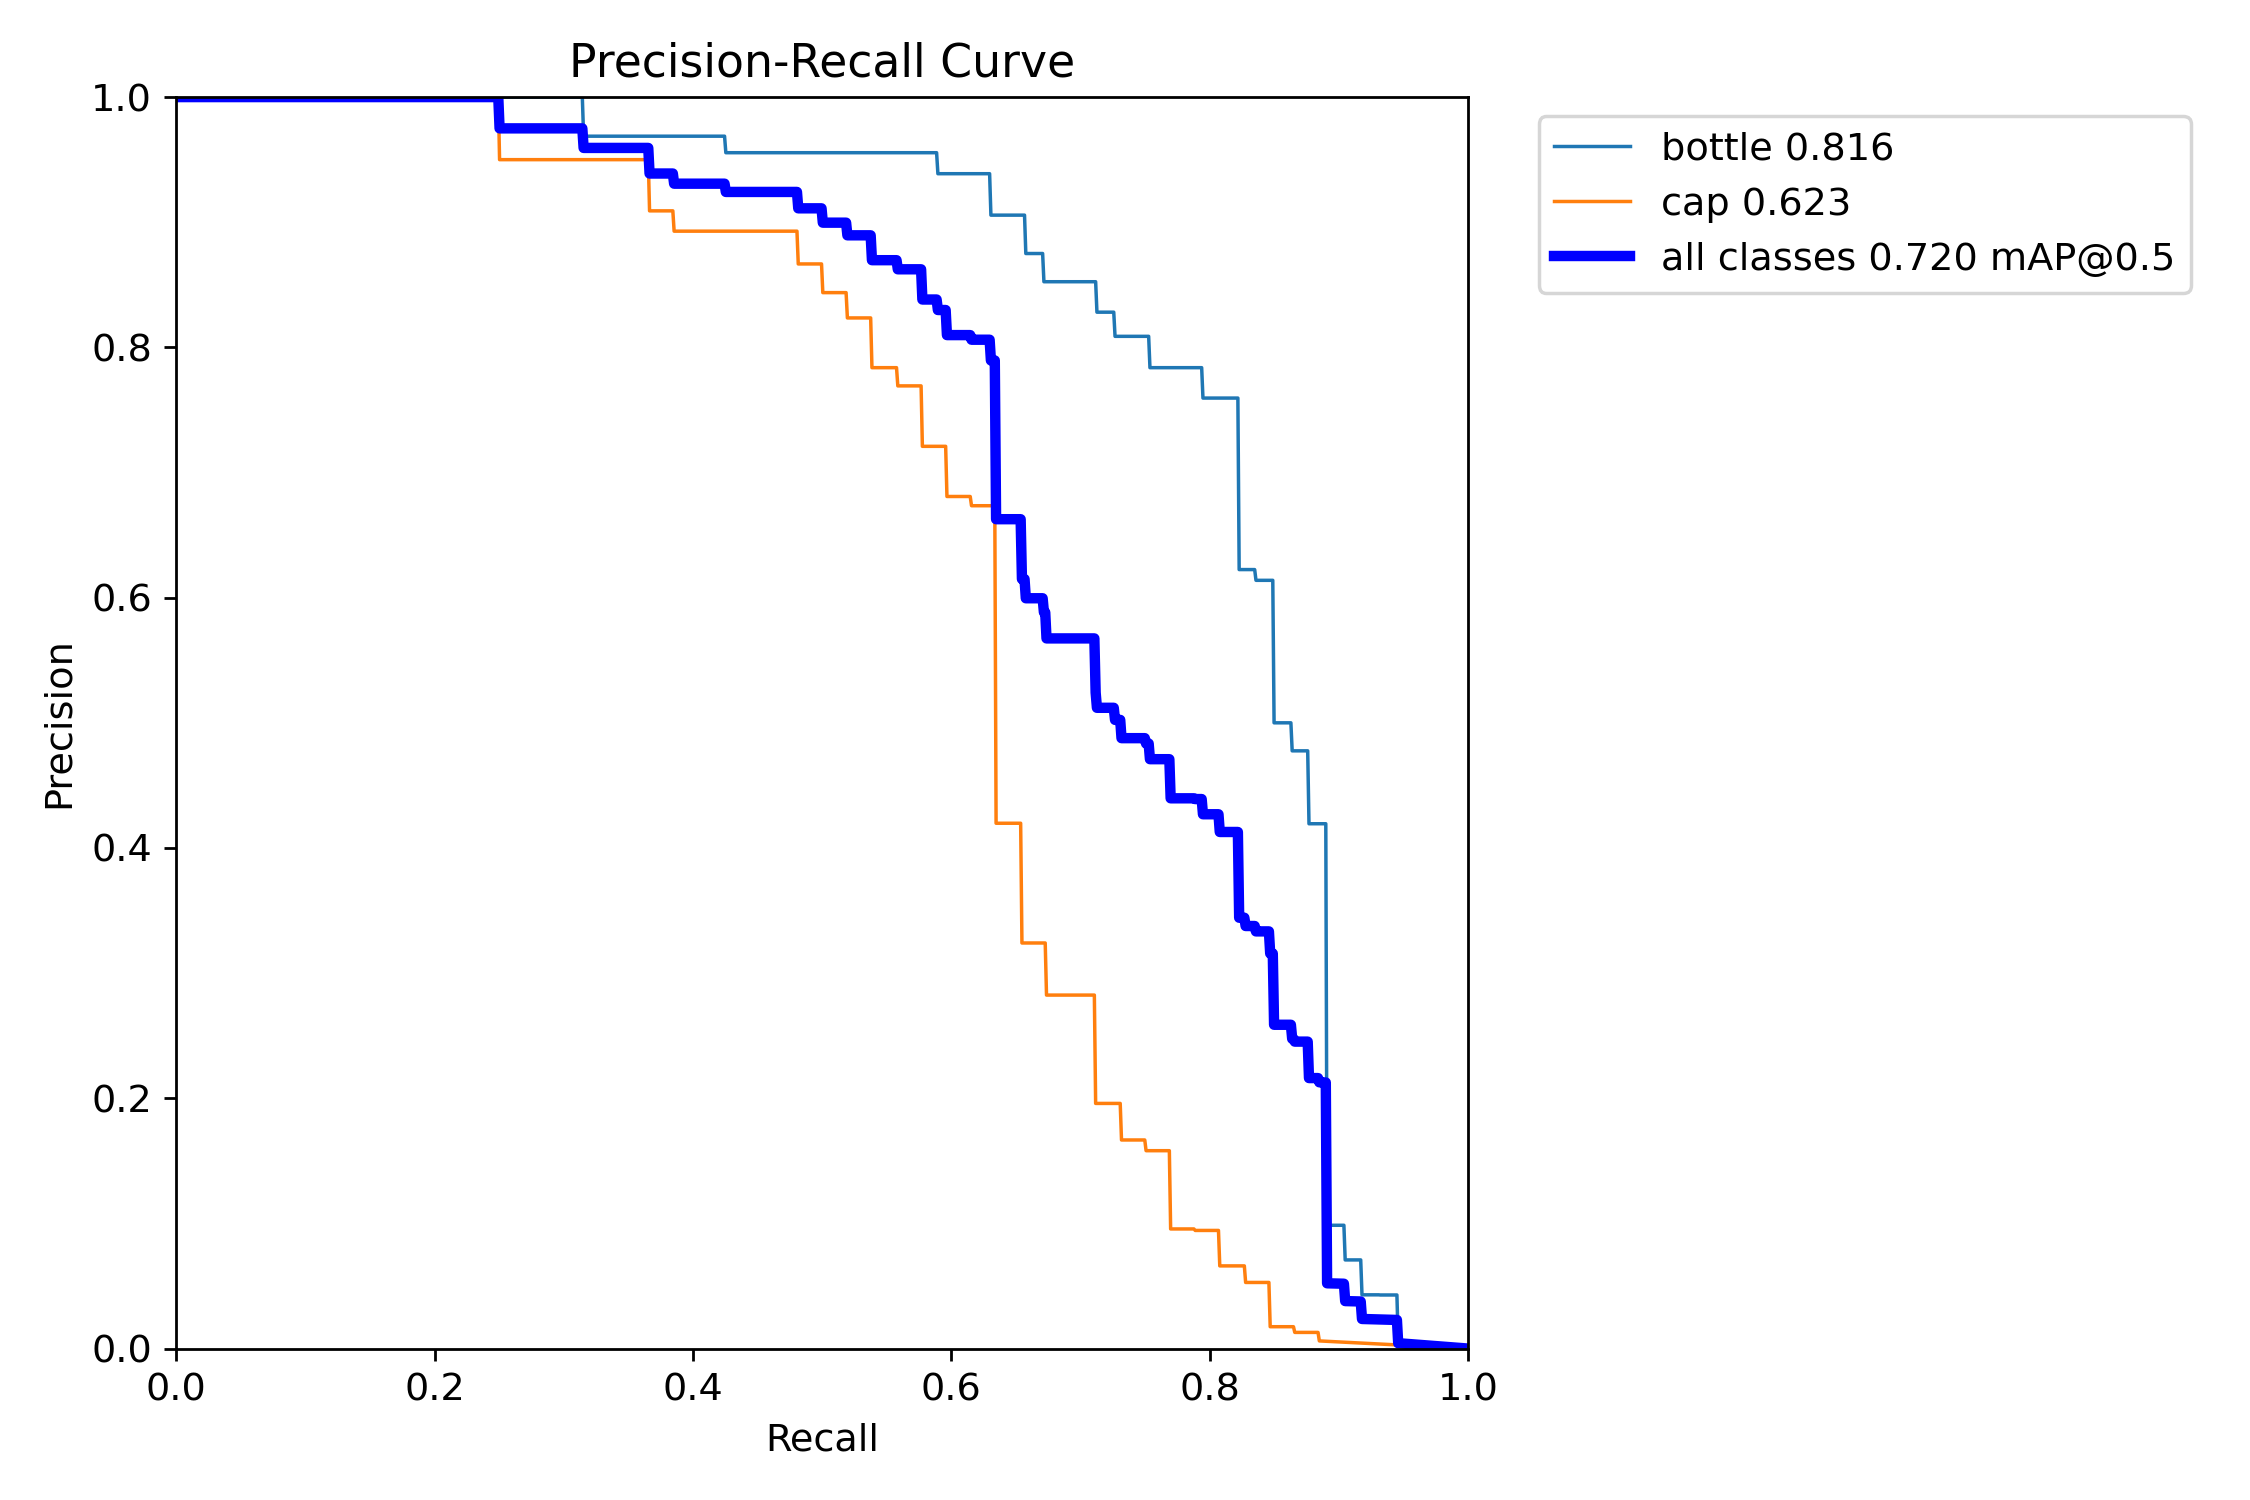 Precision-Recall Curve
1.0
0.8
0.6
0.4
0.2
0.0
Precision
0.0 0.2 0.4 0.6 0.8 1.0
Recall
bottle 0.816
cap 0.623
all classes 0.720 mAP@0.5